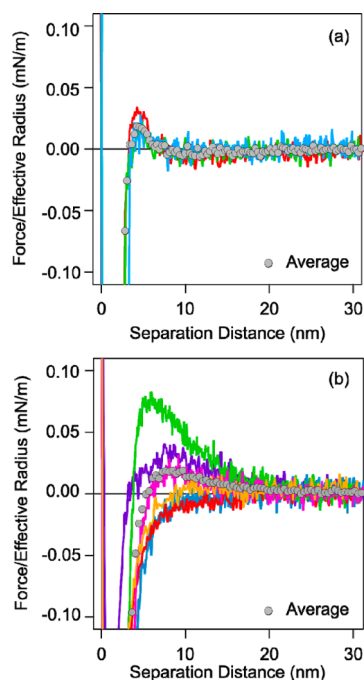 (a)
Force/Effective Radius (mN/m)
0.10
0.05
0.00
-0.05
-0.10
Average
0 10 20 30
Separation Distance (nm)
(b)
Force/Effective Radius (mN/m)
0.10
0.05
0.00
-0.05
-0.10
Average
0 10 20 30
Separation Distance (nm)